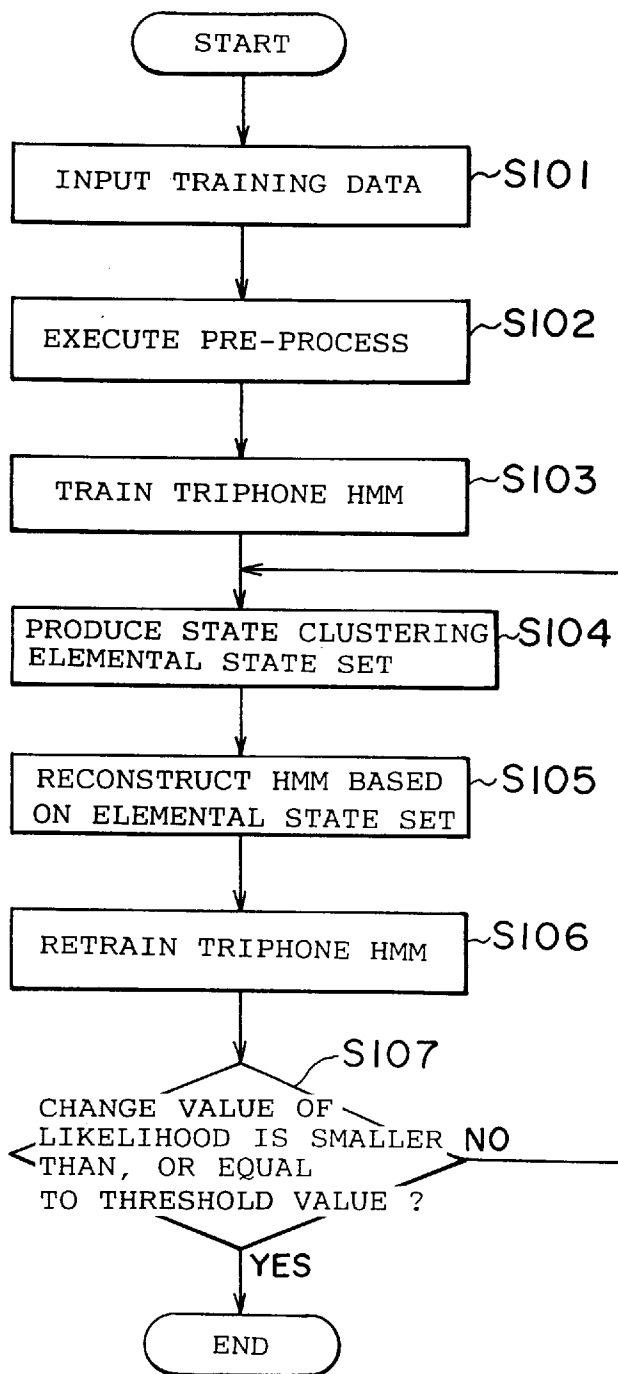 START
INPUT TRAINING DATA
S101
EXECUTE PRE-PROCESS
S102
TRAIN TRIPHONE HMM
S103
PRODUCE STATE CLUSTERING
ELEMENTAL STATE SET
S104
RECONSTRUCT HMM BASED
ON ELEMENTAL STATE SET
S105
RETRAIN TRIPHONE HMM
S106
S107
CHANGE VALUE OF
LIKELIHOOD IS SMALLER
THAN, OR EQUAL
TO THRESHOLD VALUE ?
NO
YES
END